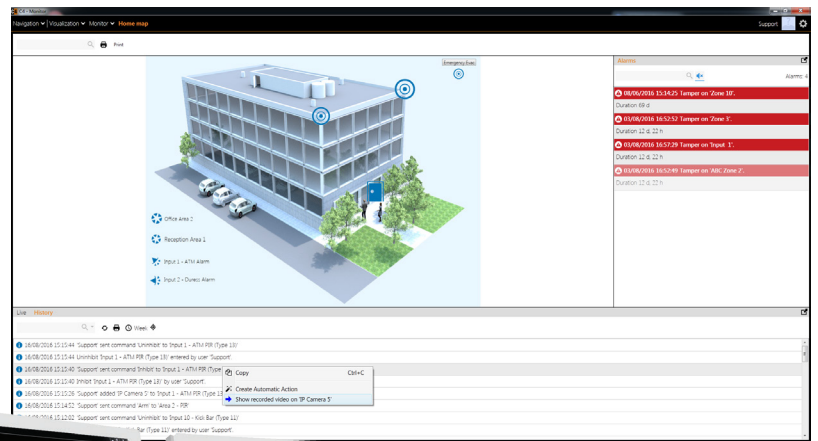 G4 - Monitor
Navigation Visualization Monitor Home map Support
Print
Emergency Evac
Office Area 2
Reception Area 1
Input 1 - ATM Alarm
Input 2 - Duress Alarm
Alarms
Alarms: 4
08/06/2016 15:14:25 Tamper on 'Zone 10'.
Duration 69 d
03/08/2016 16:52:52 Tamper on 'Zone 3'.
Duration 12 d, 22 h
03/08/2016 16:57:29 Tamper on 'Input 1'.
Duration 12 d, 22 h
03/08/2016 16:52:49 Tamper on 'ABC Zone 2'.
Duration 12 d, 22 h
Live History
Week
16/08/2016 15:15:44 'Support' sent command 'Uninhibit' to 'Input 1 - ATM PIR (Type 13)'
16/08/2016 15:15:44 Uninhibit 'Input 1 - ATM PIR (Type 13)' entered by user 'Support'.
16/08/2016 15:15:40 'Support' sent command 'Inhibit' to 'Input 1 - ATM PIR (Type
16/08/2016 15:15:40 Inhibit 'Input 1 - ATM PIR (Type 13)' by user 'Support'.
16/08/2016 15:15:26 'Support' added 'IP Camera 5' to 'Input 1 - ATM PIR (Type 13
16/08/2016 15:14:52 'Support' sent command 'Arm' to 'Area 2 - PIR'
16/08/2016 15:12:02 'Support' sent command 'Uninhibit' to 'Input 10 - Kick Bar (Type 11)'
Bar (Type 11)' entered by user 'Support'.
Copy Ctrl+C
Create Automatic Action
Show recorded video on 'IP Camera 5'